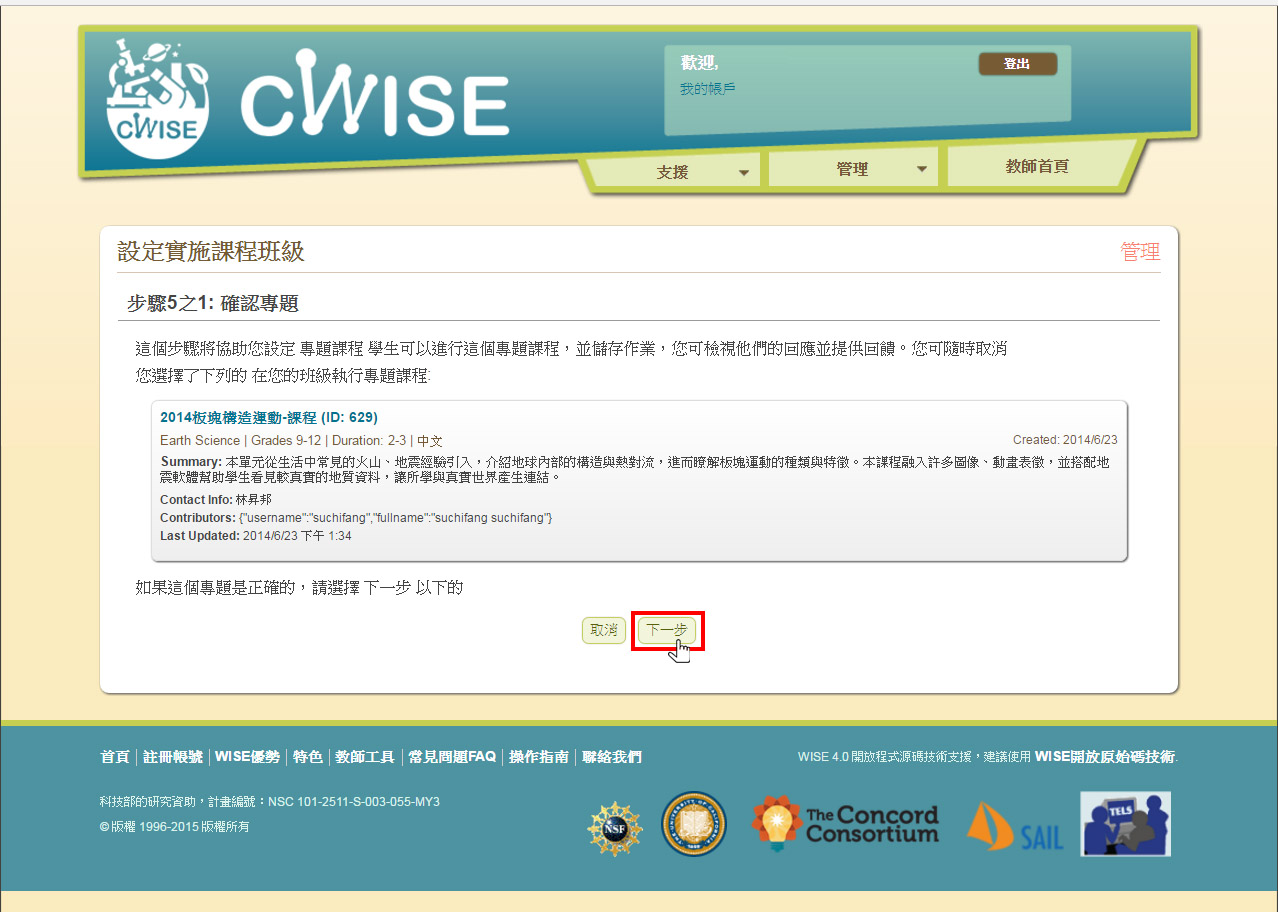 CWISE
CWISE
歡迎,
登出
我的帳戶
支援
管理
教師首頁
設定實施課程班級
管理
步驟5之1: 確認專題
這個步驟將協助您設定 專題課程 學生可以進行這個專題課程，並儲存作業，您可檢視他們的回應並提供回饋。您可隨時取消
您選擇了下列的 在您的班級執行專題課程:
2014板塊構造運動-課程 (ID: 629)
Earth Science | Grades 9-12 | Duration: 2-3 | 中文
Created: 2014/6/23
Summary: 本單元從生活中常見的火山、地震經驗引入，介紹地球內部的構造與熱對流，進而瞭解板塊運動的種類與特徵。本課程融入許多圖像、動畫表徵，並搭配地
震軟體幫助學生看見較真實的地質資料，讓所學與真實世界產生連結。
Contact Info: 林昇邦
Contributors: {"username":"suchifang","fullname":"suchifang suchifang"}
Last Updated: 2014/6/23 下午 1:34
如果這個專題是正確的，請選擇 下一步 以下的
取消
下一步
首頁 | 註冊帳號 | WISE優勢 | 特色 | 教師工具 | 常見問題FAQ | 操作指南 | 聯絡我們
WISE 4.0 開放程式源碼技術支援，建議使用 WISE開放原始碼技術.
科技部的研究資助，計畫編號：NSC 101-2511-S-003-055-MY3
© 版權 1996-2015 版權所有
NSF
The Concord
Consortium
SAIL
TELS